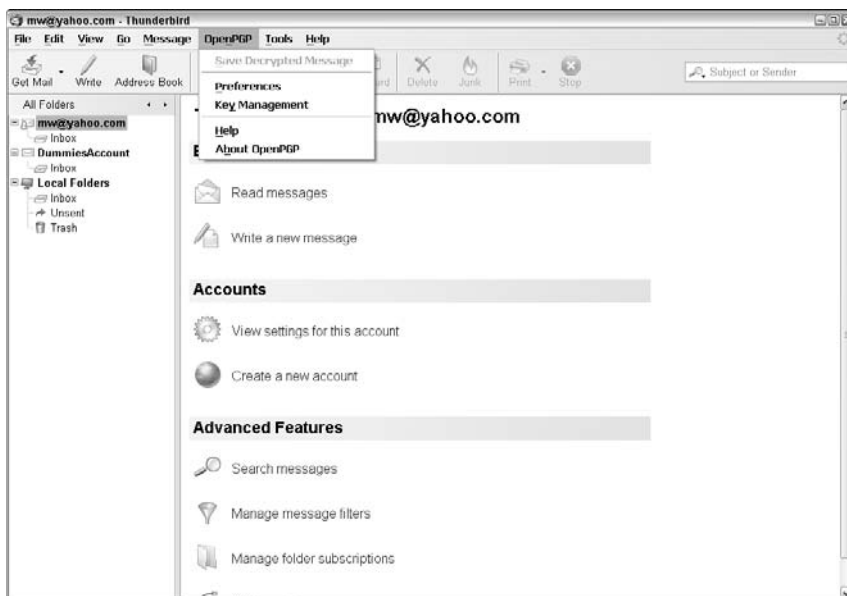 mw@yahoo.com - Thunderbird
File Edit View Go Message OpenPGP Tools Help
Get Mail Write Address Book Delete Junk Print Stop
Subject or Sender
Save Decrypted Message
Preferences
Key Management
Help
About OpenPGP
All Folders
mw@yahoo.com
Inbox
DummiesAccount
Inbox
Local Folders
Inbox
Unsent
Trash
mw@yahoo.com
Read messages
Write a new message
Accounts
View settings for this account
Create a new account
Advanced Features
Search messages
Manage message filters
Manage folder subscriptions